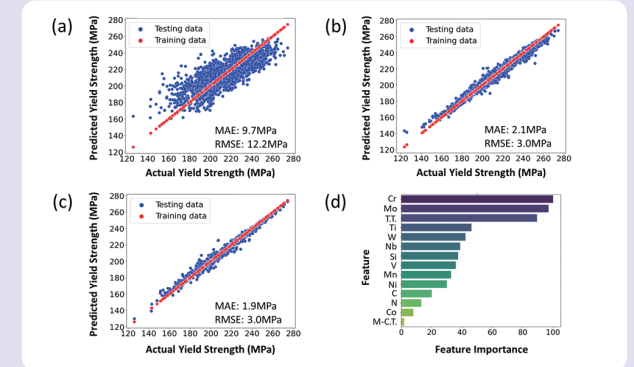 (a)
Predicted Yield Strength (MPa)
280
260
240
220
200
180
160
140
120
Testing data
Training data
MAE: 9.7MPa
RMSE: 12.2MPa
120 140 160 180 200 220 240 260 280
Actual Yield Strength (MPa)
(b)
Predicted Yield Strength (MPa)
280
260
240
220
200
180
160
140
120
Testing data
Training data
MAE: 2.1MPa
RMSE: 3.0MPa
120 140 160 180 200 220 240 260 280
Actual Yield Strength (MPa)
(c)
Predicted Yield Strength (MPa)
280
260
240
220
200
180
160
140
120
Testing data
Training data
MAE: 1.9MPa
RMSE: 3.0MPa
120 140 160 180 200 220 240 260 280
Actual Yield Strength (MPa)
(d)
Feature
Cr
Mo
T.T.
Ti
W
Nb
Si
V
Mn
Ni
C
N
Co
M-C.T.
0 20 40 60 80 100
Feature Importance